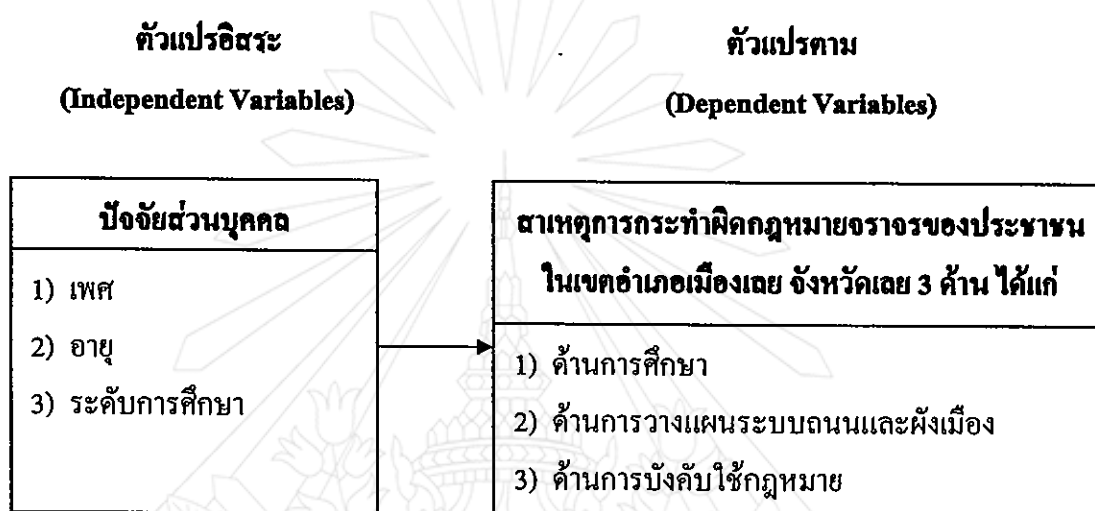 ตัวแปรอิสระ
(Independent Variables)
ปัจจัยส่วนบุคคล
1) เพศ
2) อายุ
3) ระดับการศึกษา
ตัวแปรตาม
(Dependent Variables)
สาเหตุการกระทำผิดกฎหมายจราจรของประชาชน
ในเขตอำเภอเมืองเลย จังหวัดเลย 3 ด้าน ได้แก่
1) ด้านการศึกษา
2) ด้านการวางแผนระบบถนนและผังเมือง
3) ด้านการบังคับใช้กฎหมาย